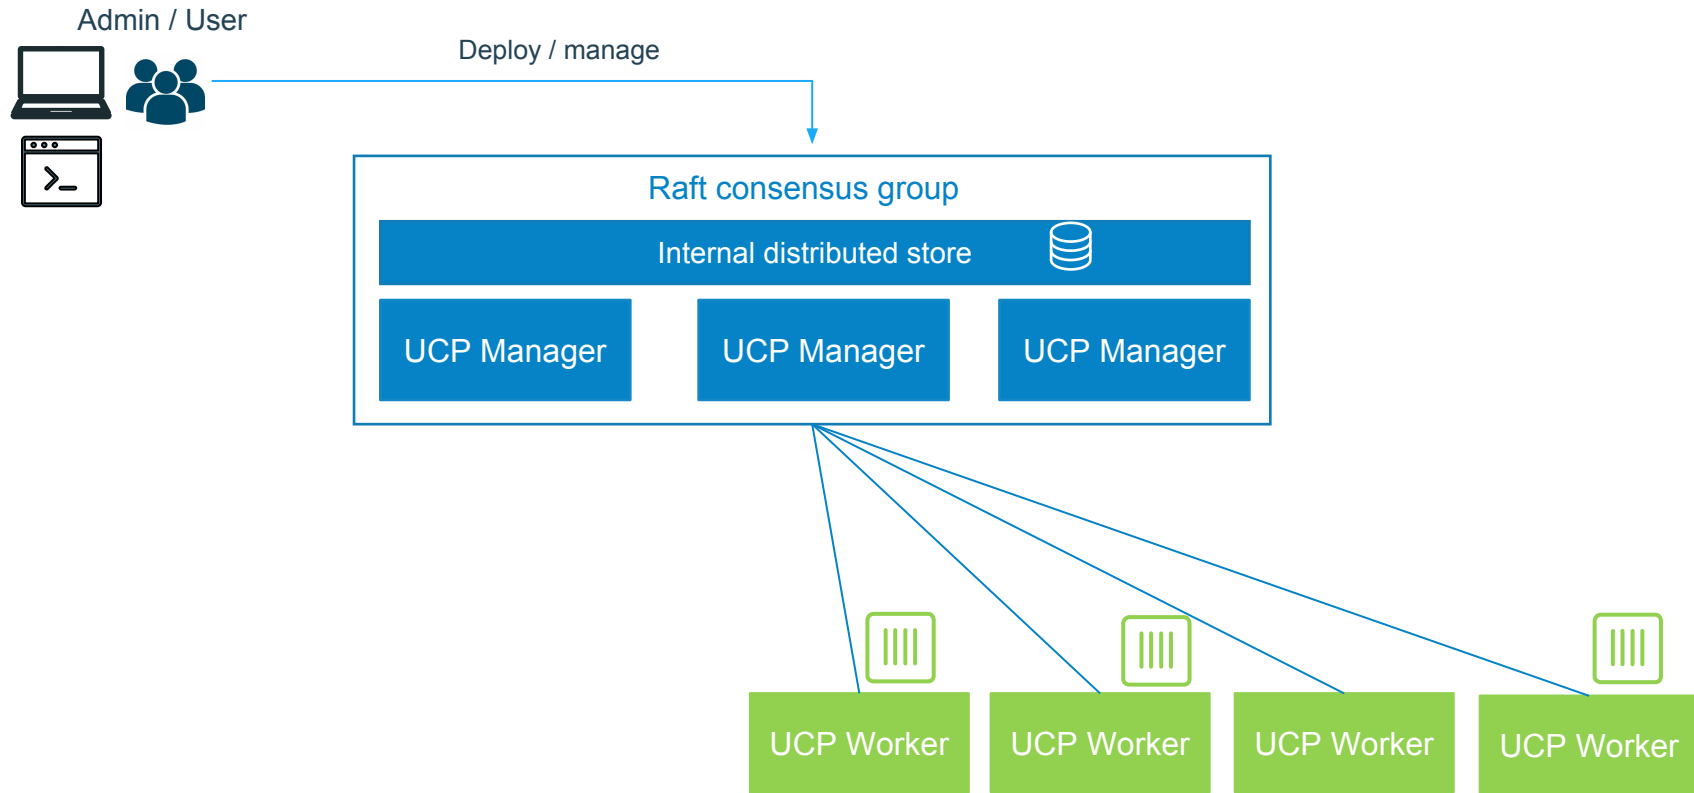 Admin / User
Deploy / manage
Raft consensus group
Internal distributed store
UCP Manager
UCP Manager
UCP Manager
UCP Worker
UCP Worker
UCP Worker
UCP Worker